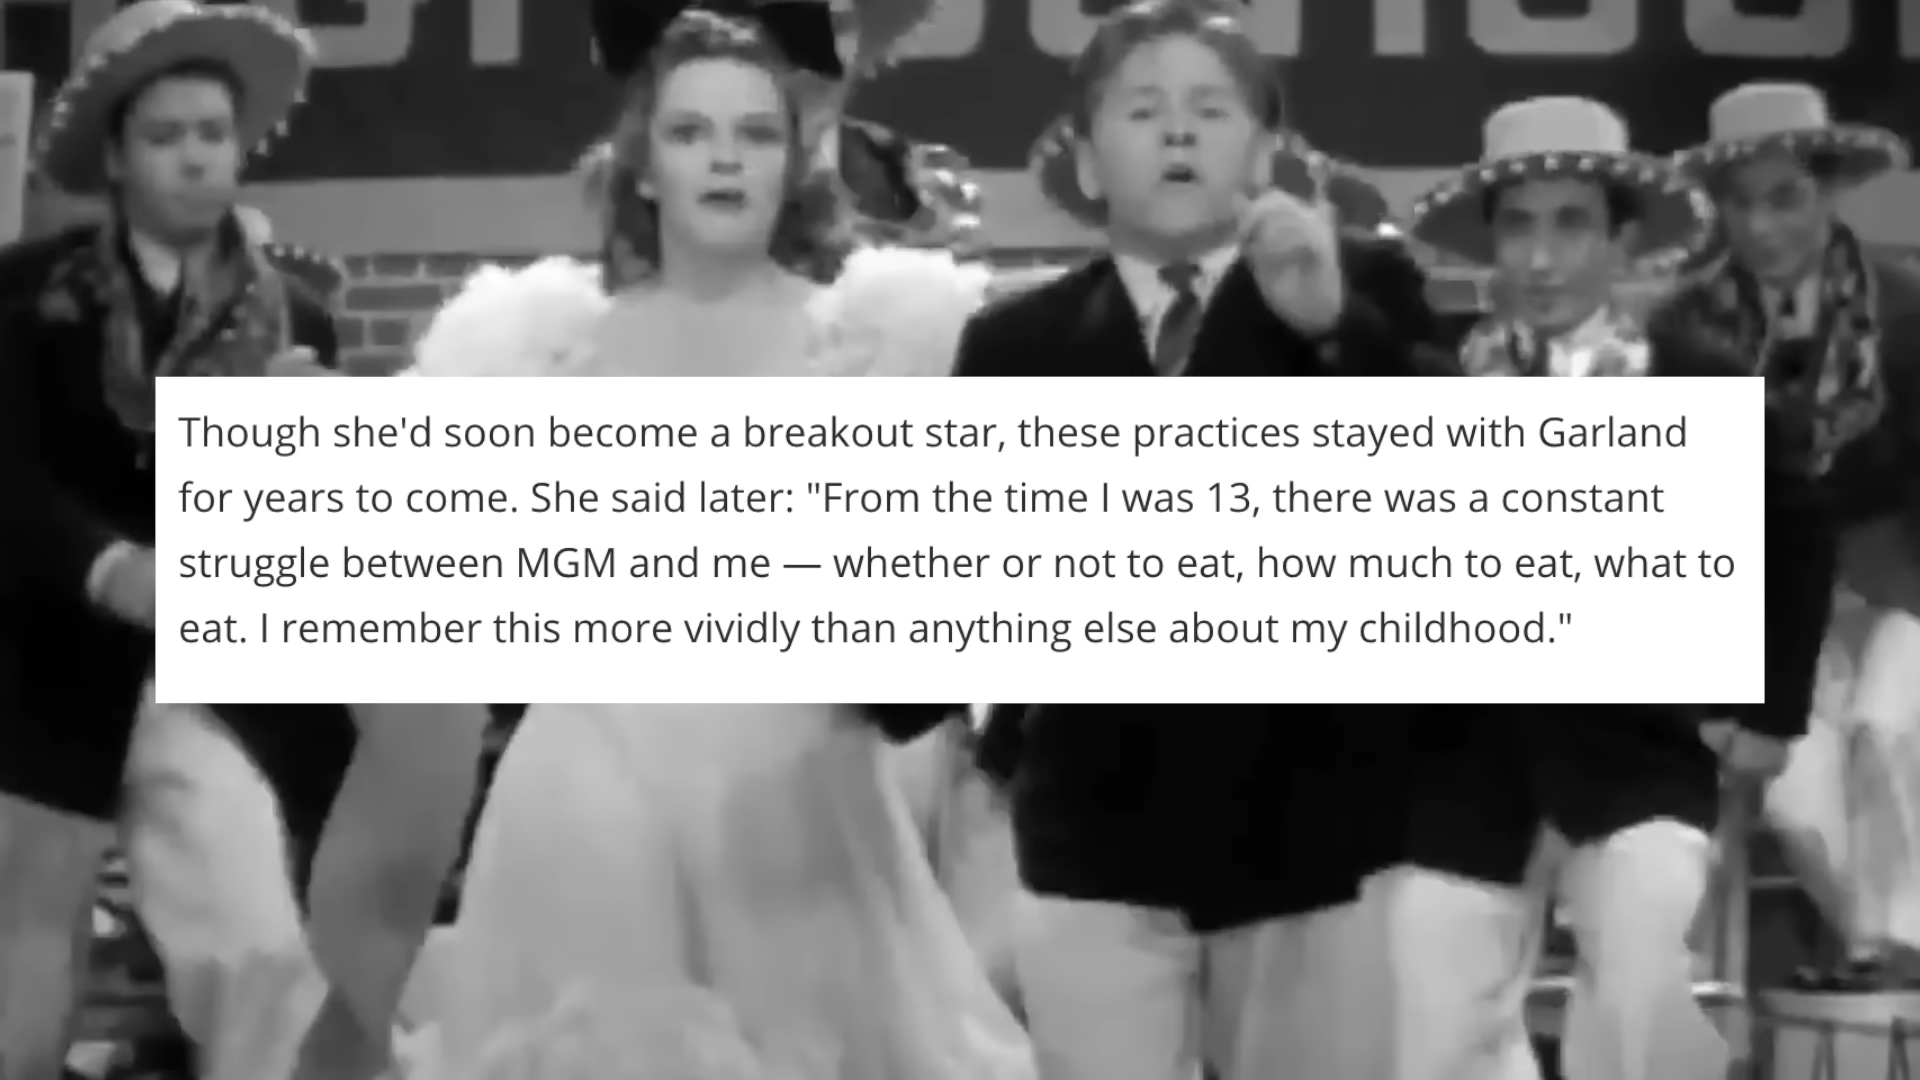 Though she'd soon become a breakout star, these practices stayed with Garland
for years to come. She said later: "From the time I was 13, there was a constant
struggle between MGM and me — whether or not to eat, how much to eat, what to
eat. I remember this more vividly than anything else about my childhood."